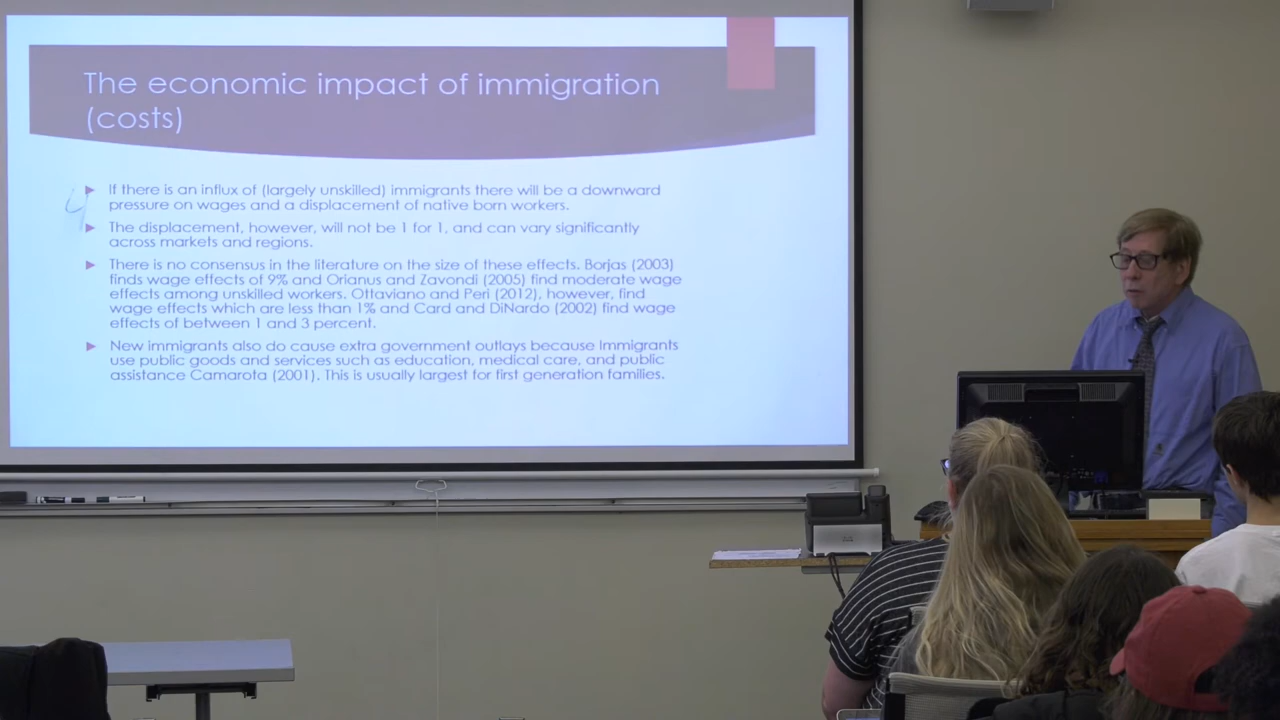 The economic impact of immigration
(costs)
If there is an influx of (largely unskilled) immigrants there will be a downward
pressure on wages and a displacement of native born workers.
The displacement, however, will not be 1 for 1, and can vary significantly
across markets and regions.
There is no consensus in the literature on the size of these effects. Borjas (2003)
finds wage effects of 9% and Orianus and Zavondi (2005) find moderate wage
effects among unskilled workers. Ottaviano and Peri (2012), however, find
wage effects which are less than 1% and Card and DiNardo (2002) find wage
effects of between 1 and 3 percent.
New immigrants also do cause extra government outlays because Immigrants
use public goods and services such as education, medical care, and public
assistance Camarota (2001). This is usually largest for first generation families.